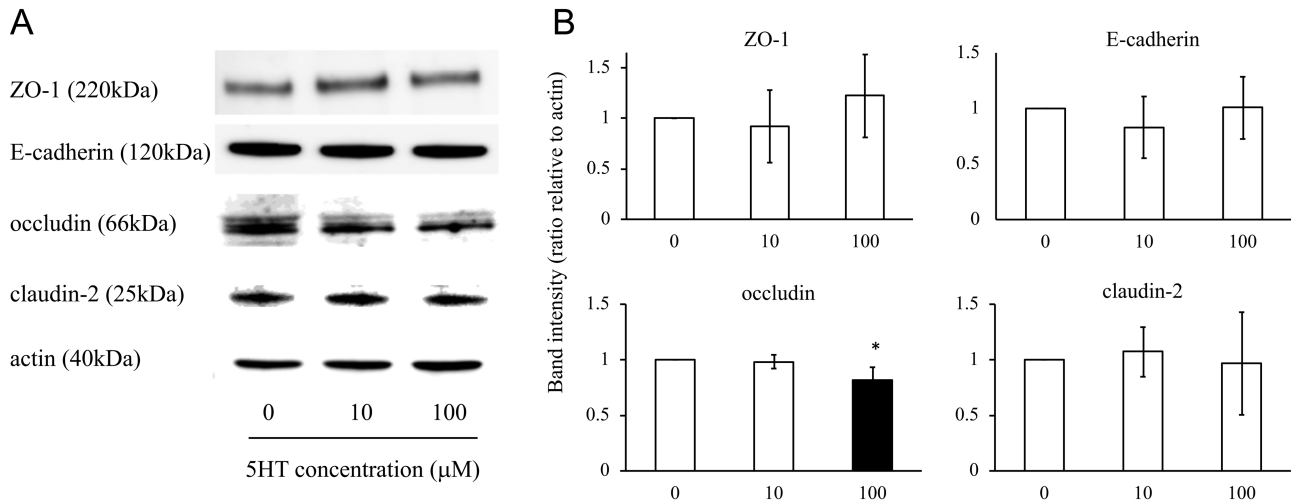 A
ZO-1 (220kDa)
E-cadherin (120kDa)
occludin (66kDa)
claudin-2 (25kDa)
actin (40kDa)
0 10 100
5HT concentration (μM)
B
Band intensity (ratio relative to actin)
ZO-1
1.5
1
0.5
0
0 10 100
E-cadherin
1.5
1
0.5
0
0 10 100
occludin
1.5
1
0.5
0
*
0 10 100
claudin-2
1.5
1
0.5
0
0 10 100